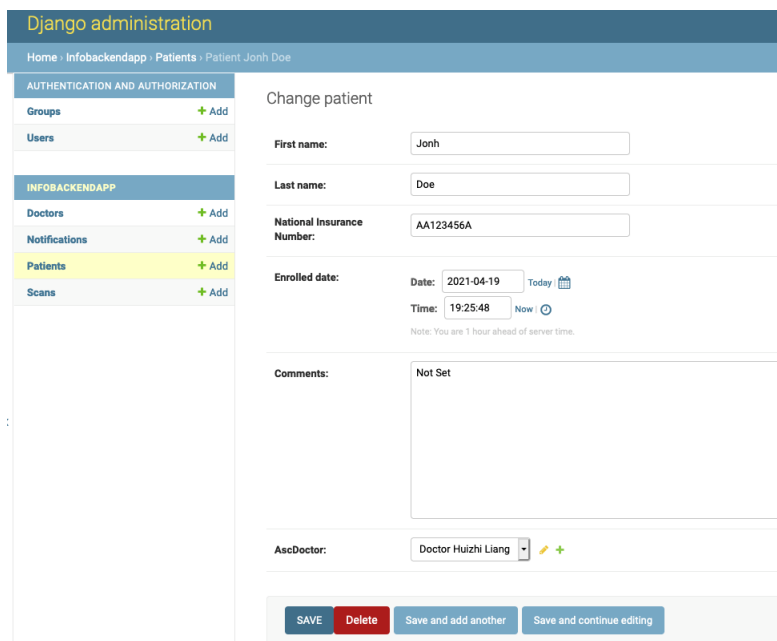 Django administration
Home › Infobackendapp › Patients › Patient Jonh Doe
AUTHENTICATION AND AUTHORIZATION
Groups + Add
Users + Add
INFOBACKENDAPP
Doctors + Add
Notifications + Add
Patients + Add
Scans + Add
Change patient
First name: Jonh
Last name: Doe
National Insurance
Number: AA123456A
Enrolled date: Date: 2021-04-19 Today |
Time: 19:25:48 Now |
Note: You are 1 hour ahead of server time.
Comments: Not Set
AscDoctor: Doctor Huizhi Liang
SAVE Delete Save and add another Save and continue editing